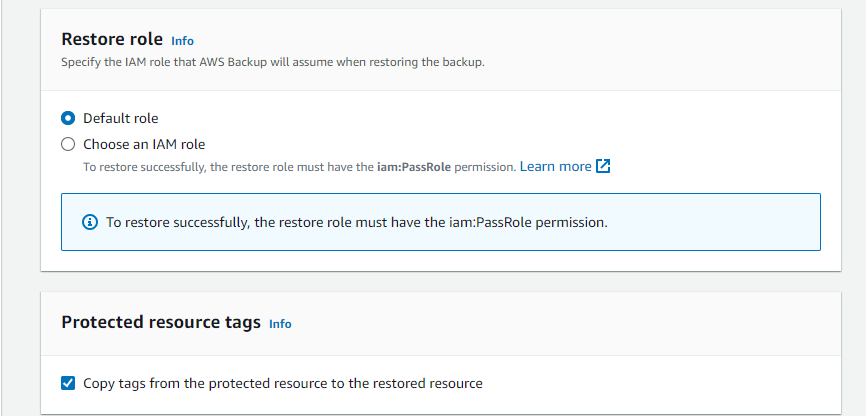 Restore role Info
Specify the IAM role that AWS Backup will assume when restoring the backup.
Default role
Choose an IAM role
To restore successfully, the restore role must have the iam:PassRole permission. Learn more
To restore successfully, the restore role must have the iam:PassRole permission.
Protected resource tags Info
Copy tags from the protected resource to the restored resource